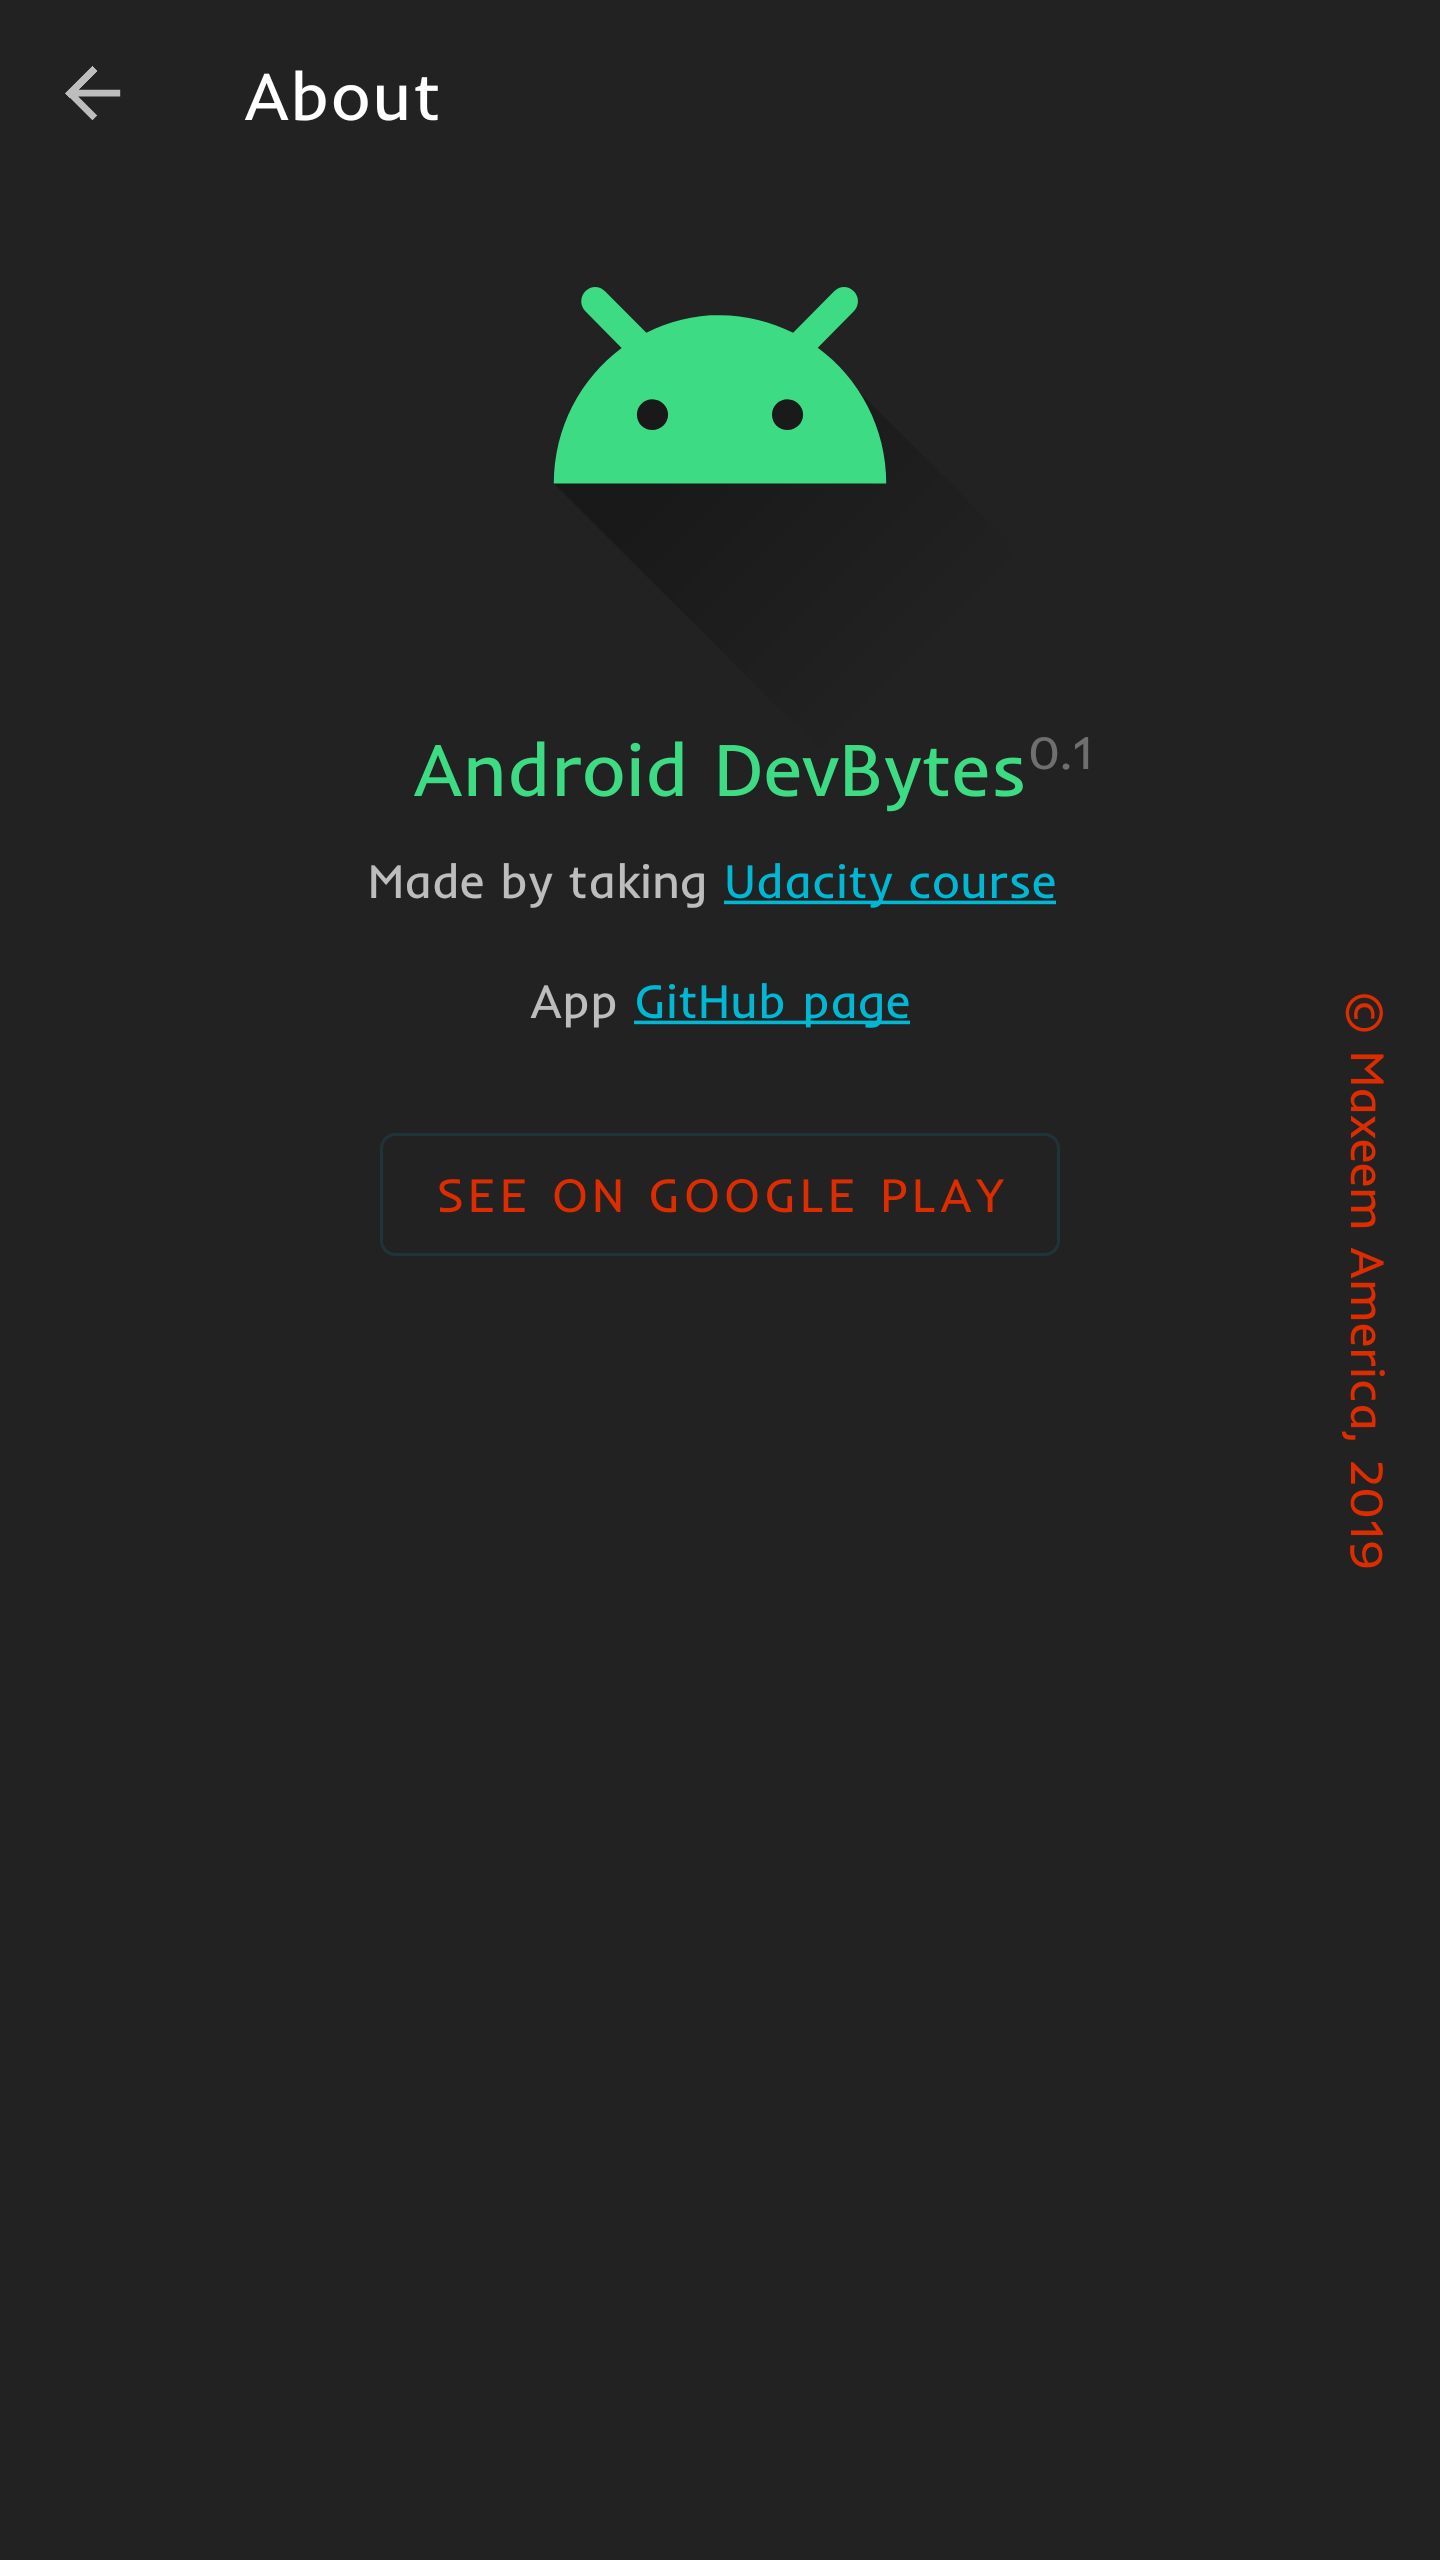 About
Android DevBytes 0.1
Made by taking Udacity course
App GitHub page
SEE ON GOOGLE PLAY
© Maxeem America, 2019